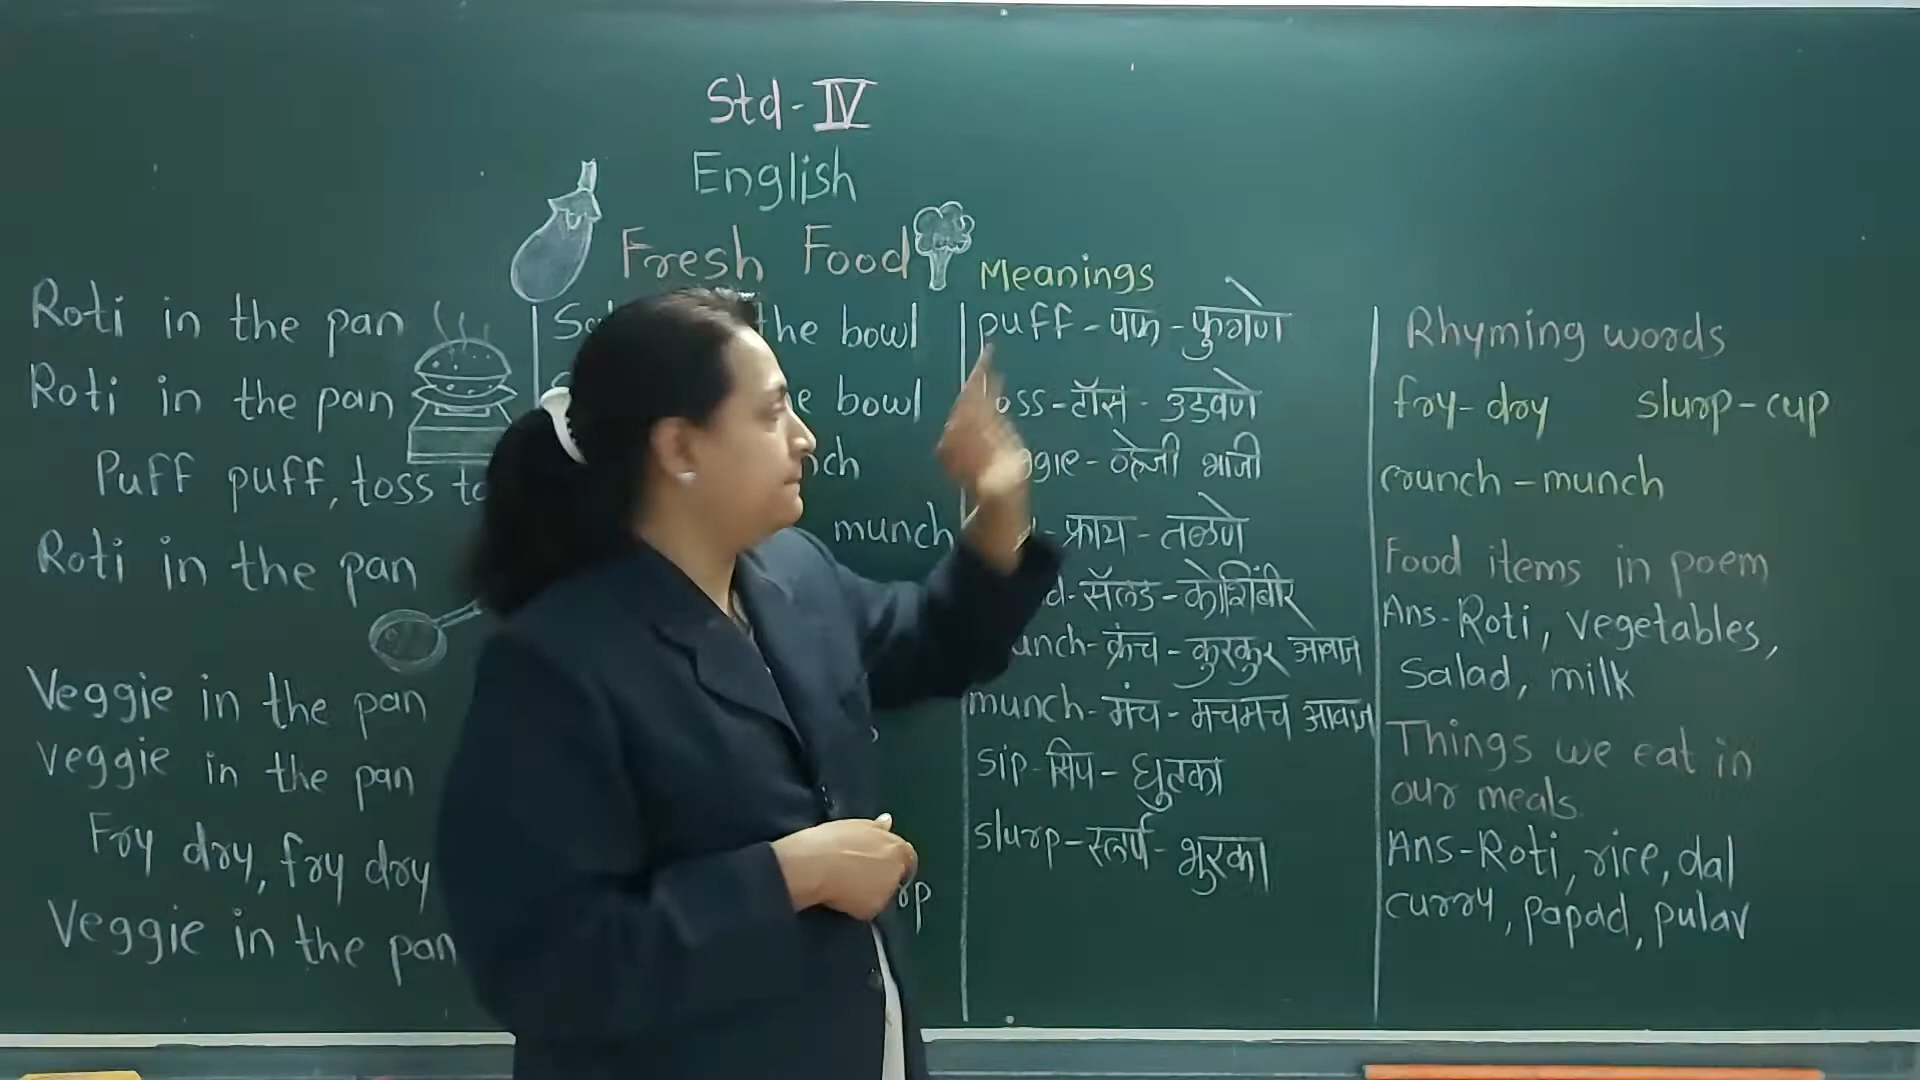 Std-IV
English
Fresh Food
Roti in the pan
Roti in the pan
Puff puff, toss
Roti in the pan
Veggie in the pan
veggie in the pan
Fry dry, fry dry
Veggie in the pan
the bowl
bowl
munch
Meanings
puff - पफ - फुगणे
toss - टॉस - उडवणे
व्हेजी भाजी
फ्राय - तळणे
सॅलड - कोशिंबीर
क्रंच - कुरकुर आवाज
munch - मंच - मचमच आवाज
sip - सिप - घुटका
slurp - स्लर्प - भुरका
Rhyming words
fry - dry slurp - cup
crunch - munch
Food items in poem
Ans - Roti, vegetables,
Salad, milk
Things we eat in
our meals.
Ans - Roti, rice, dal
curry, papad, pulav